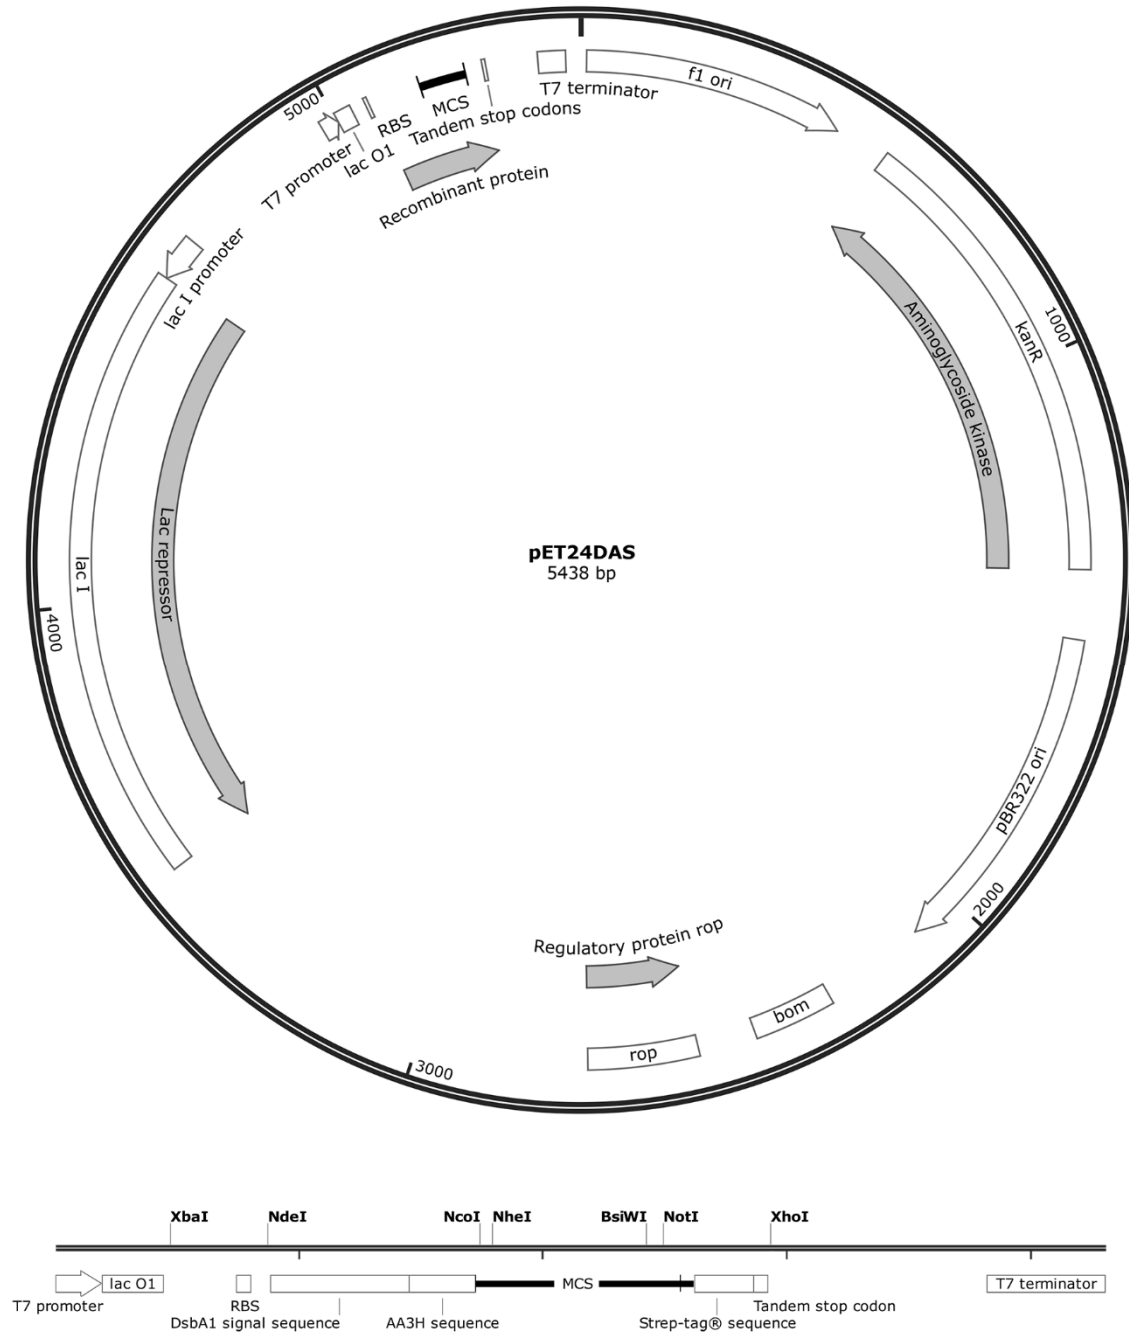 T7 terminator
f1 ori
5000
MCS
RBS
Tandem stop codons
lac O1
T7 promoter
Recombinant protein
lac I promoter
kanR
1000
Aminoglycoside kinase
Lac repressor
lac I
pET24DAS
5438 bp
4000
pBR322 ori
2000
Regulatory protein rop
bom
rop
3000
XbaI NdeI NcoI NheI BsiWI NotI XhoI
lac O1 MCS T7 terminator
T7 promoter RBS Tandem stop codon
DsbA1 signal sequence AA3H sequence Strep-tag® sequence